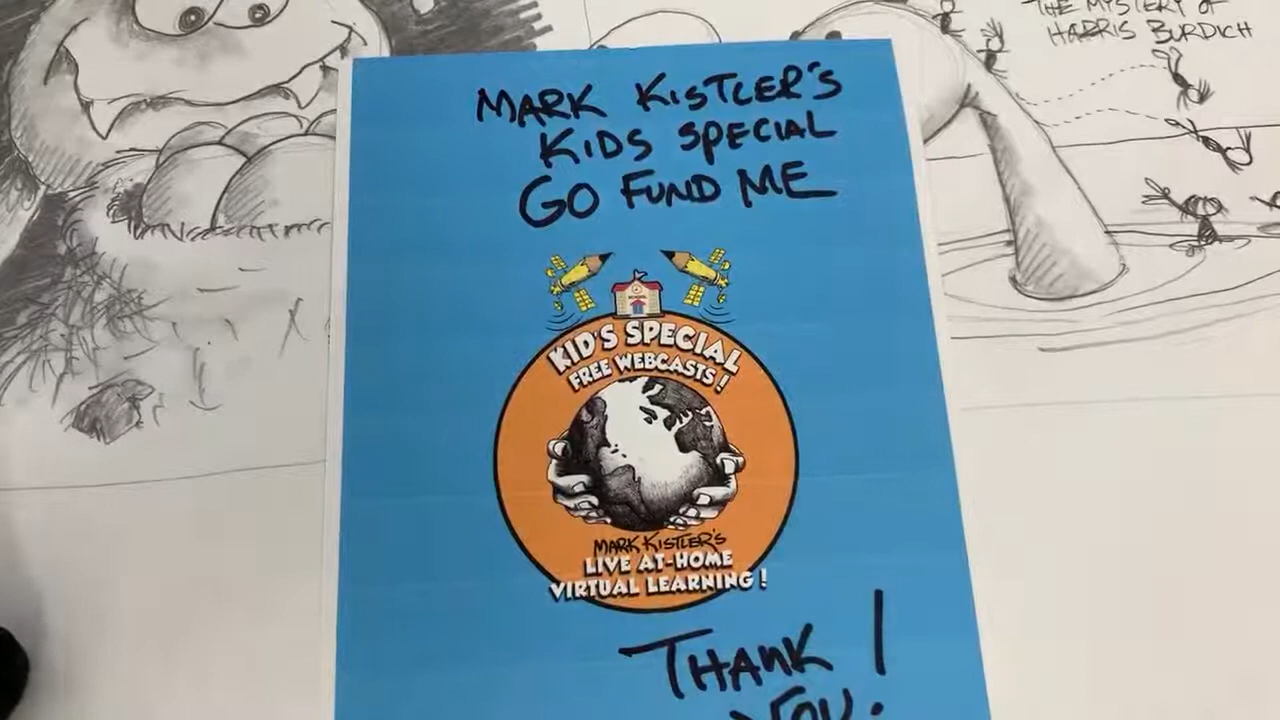 THE MYSTERY OF
HARRIS BURDICH
MARK KISTLER'S
KIDS SPECIAL
GO FUND ME
KID'S SPECIAL
FREE WEBCASTS!
MARK KISTLER'S
LIVE AT-HOME
VIRTUAL LEARNING!
THANK
YOU!